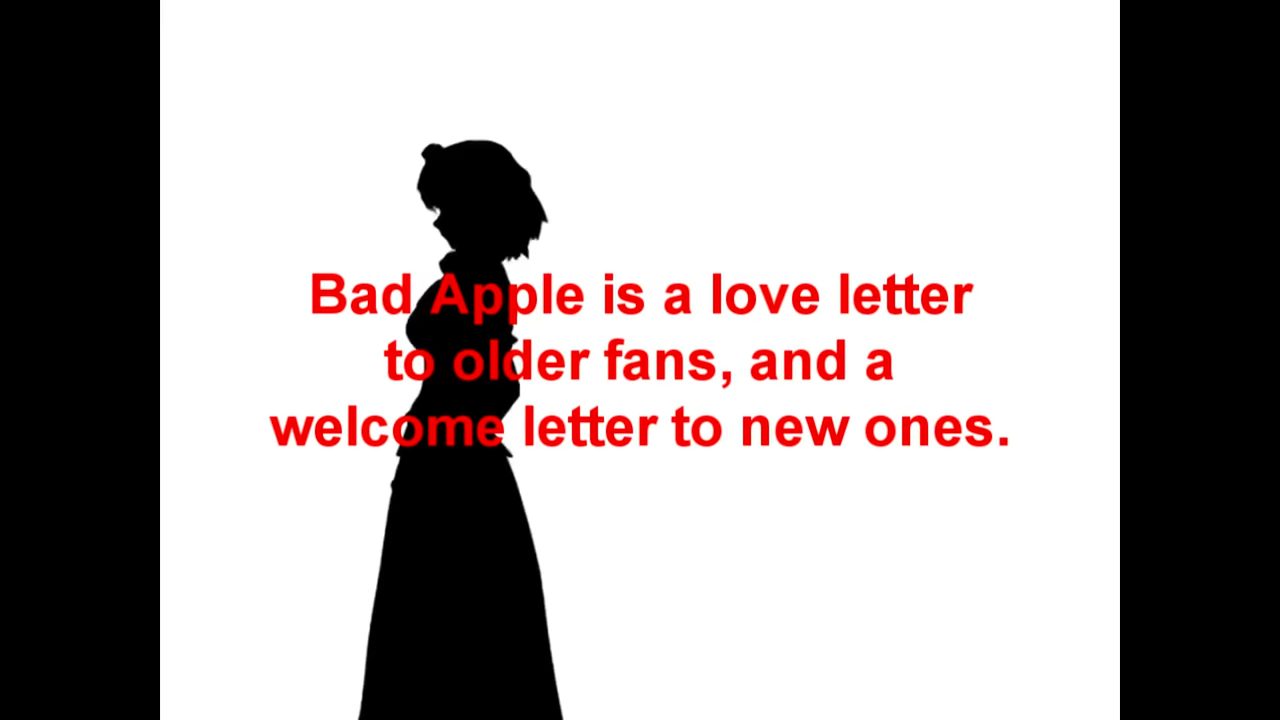 Bad Apple is a love letter
to older fans, and a
welcome letter to new ones.